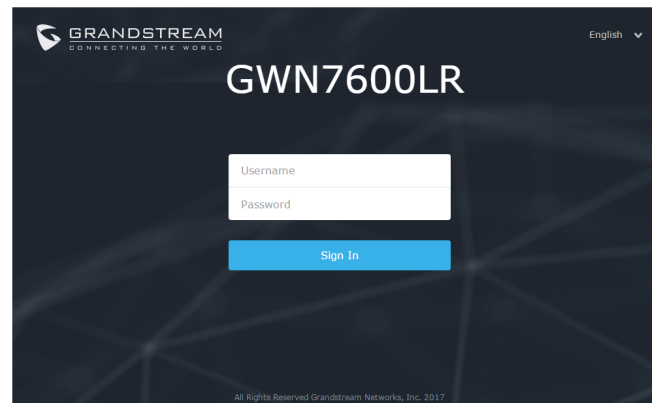 GRANDSTREAM
CONNECTING THE WORLD
English
GWN7600LR
Username
Password
Sign In
All Rights Reserved Grandstream Networks, Inc. 2017